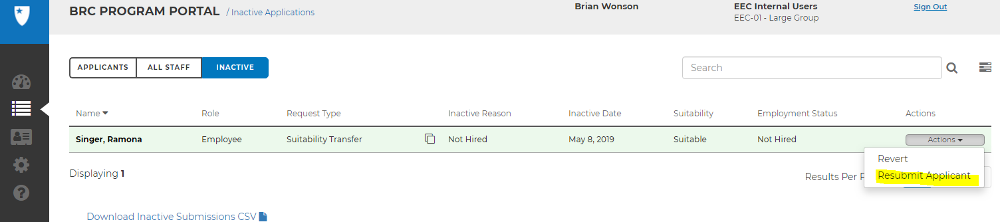 BRC PROGRAM PORTAL / Inactive Applications
Brian Wonson
EEC Internal Users
EEC-01 - Large Group
Sign Out
APPLICANTS ALL STAFF INACTIVE
Search
Name Role Request Type Inactive Reason Inactive Date Suitability Employment Status Actions
Singer, Ramona Employee Suitability Transfer Not Hired May 8, 2019 Suitable Not Hired Actions
Revert
Resubmit Applicant
Displaying 1
Results Per
Download Inactive Submissions CSV